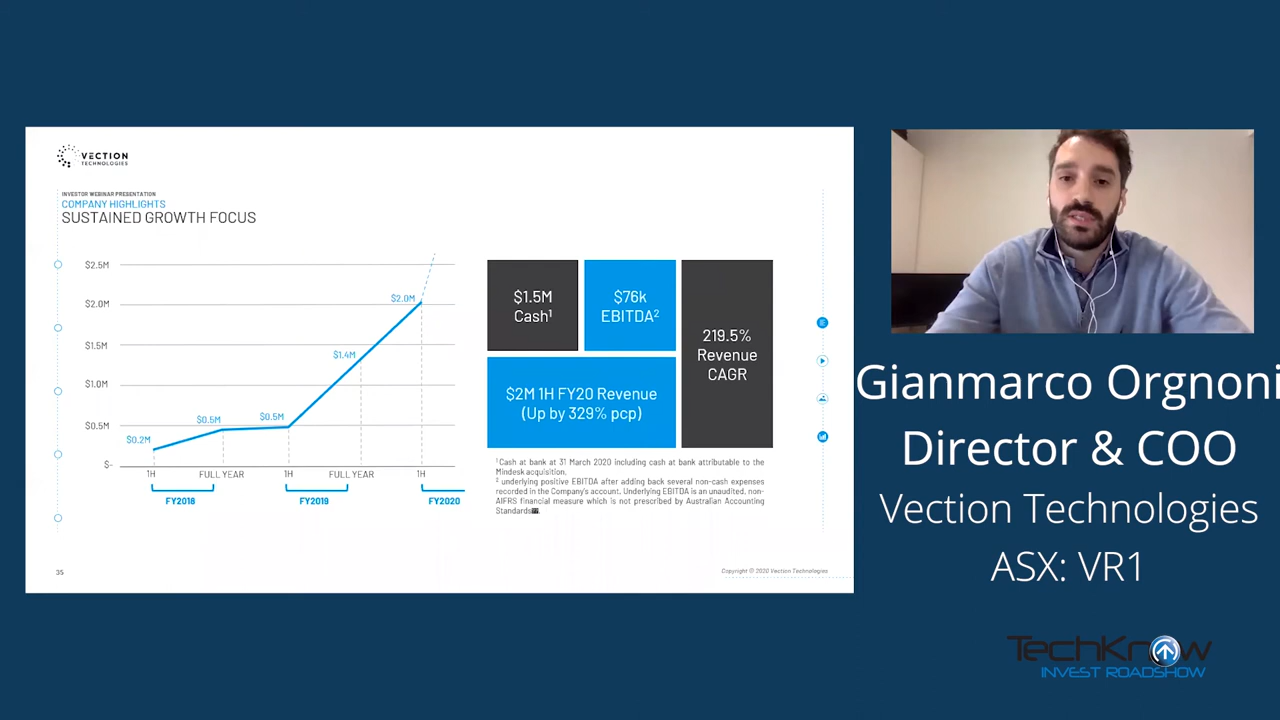 VECTION
TECHNOLOGIES
INVESTOR WEBINAR PRESENTATION
COMPANY HIGHLIGHTS
SUSTAINED GROWTH FOCUS
$2.5M
$2.0M
$1.5M
$1.0M
$0.5M
$-
$0.2M
$0.5M
$0.5M
$1.4M
$2.0M
1H
FULL YEAR
1H
FULL YEAR
1H
FY2018
FY2019
FY2020
$1.5M
Cash¹
$76k
EBITDA²
219.5%
Revenue
CAGR
$2M 1H FY20 Revenue
(Up by 329% pcp)
¹ Cash at bank at 31 March 2020 including cash at bank attributable to the
Mindesk acquisition.
² underlying positive EBITDA after adding back several non-cash expenses
recorded in the Company's account. Underlying EBITDA is an unaudited, non-
AIFRS financial measure which is not prescribed by Australian Accounting
Standards
35
Copyright © 2020 Vection Technologies
Gianmarco Orgnoni
Director & COO
Vection Technologies
ASX: VR1
TechKnow
INVEST ROADSHOW